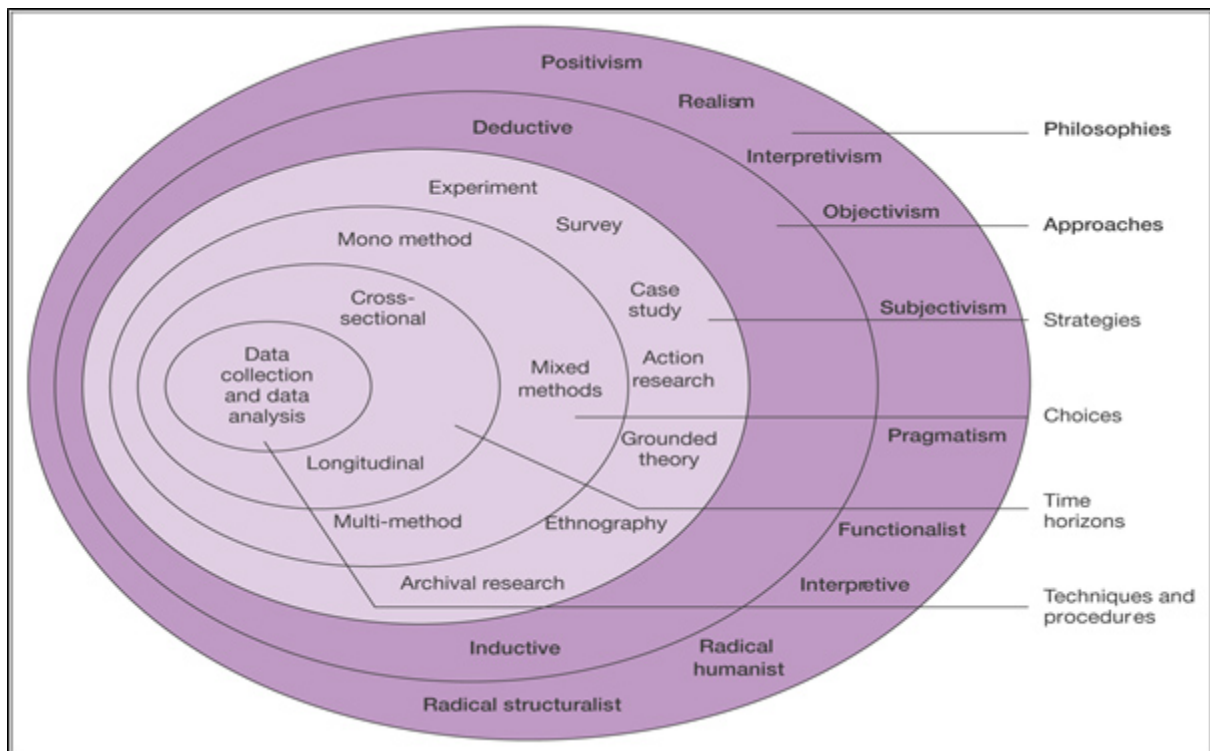 Positivism
Realism
Deductive
Philosophies
Interpretivism
Experiment
Objectivism
Survey
Approaches
Mono method
Case
study
Cross-
sectional
Subjectivism
Strategies
Data
collection
and data
analysis
Mixed
methods
Action
research
Choices
Pragmatism
Grounded
theory
Longitudinal
Time
horizons
Multi-method
Ethnography
Functionalist
Archival research
Interpretive
Techniques and
procedures
Inductive
Radical
humanist
Radical structuralist